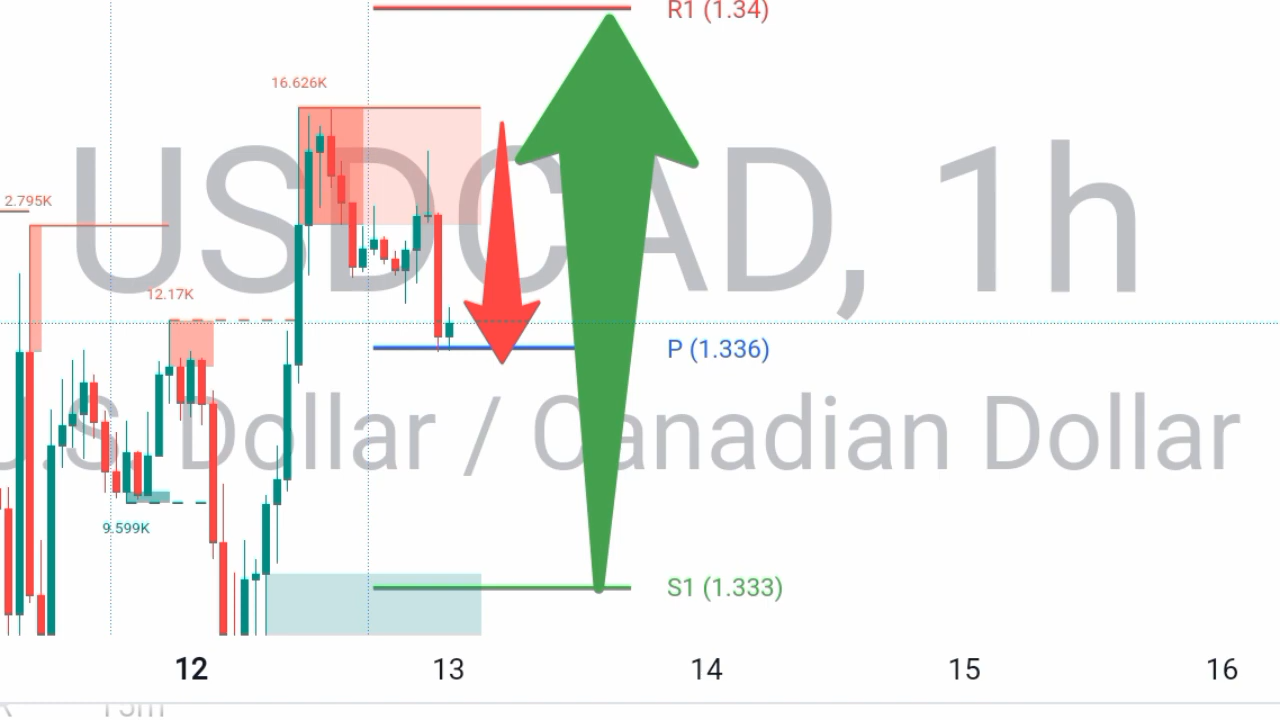 R1 (1.34)
16.626K
USDCAD, 1h
2.795K
12.17K
P (1.336)
U.S. Dollar / Canadian Dollar
9.599K
S1 (1.333)
12 13 14 15 16